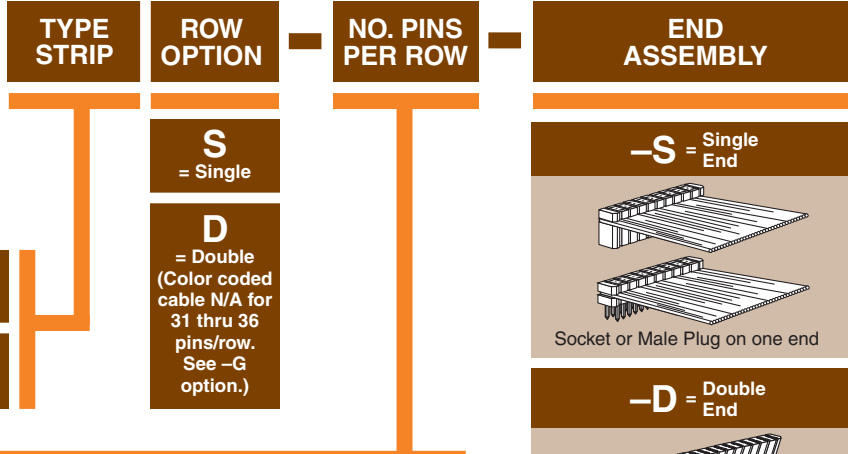 TYPE
STRIP
ROW
OPTION
NO. PINS
PER ROW
END
ASSEMBLY
S
= Single
D
= Double
(Color coded
cable N/A for
31 thru 36
pins/row.
See –G
option.)
–S = Single
End
Socket or Male Plug on one end
–D = Double
End